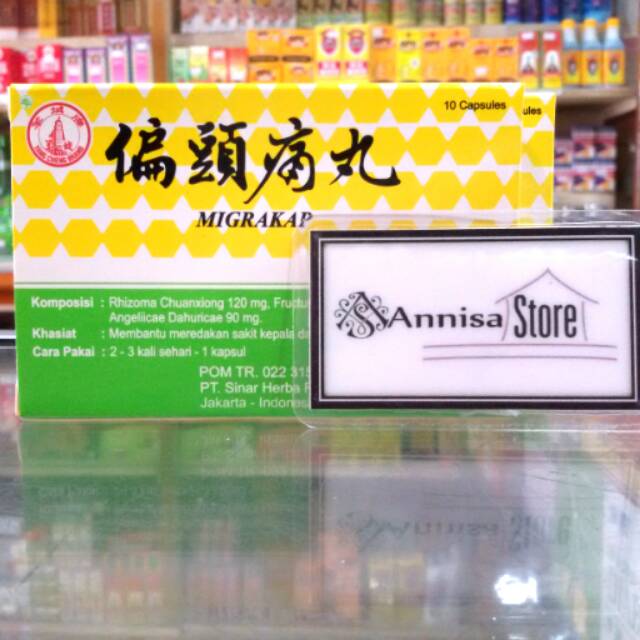 10 Capsules
ules
偏頭痛丸
MIGRAKAP
Komposisi : Rhizoma Chuanxiong 120 mg,
Angeliicae Dahuricae 90 mg.
Khasiat : Membantu meredakan sakit kepala
Cara Pakai : 2 - 3 kali sehari - 1 kapsul
POM TR. 022 315
PT. Sinar Herba
Jakarta - Indones
Annisa Store